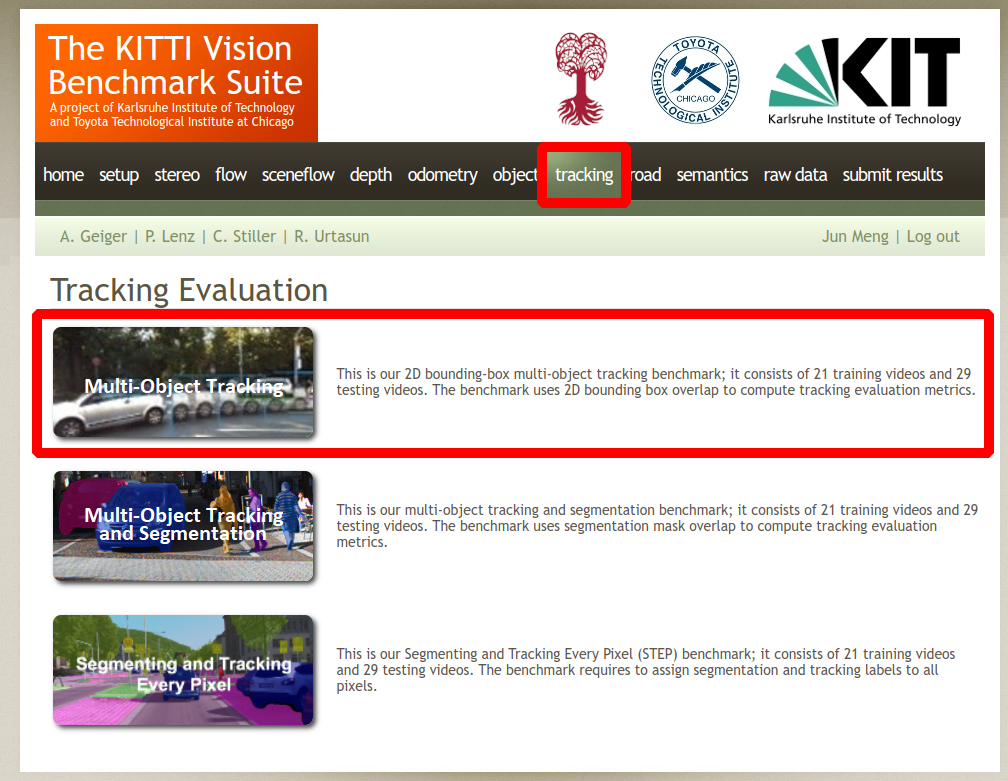 The KITTI Vision
Benchmark Suite
A project of Karlsruhe Institute of Technology
and Toyota Technological Institute at Chicago
TOYOTA TECHNOLOGICAL INSTITUTE
CHICAGO
KIT
Karlsruhe Institute of Technology
home setup stereo flow sceneflow depth odometry object tracking road semantics raw data submit results
A. Geiger | P. Lenz | C. Stiller | R. Urtasun
Jun Meng | Log out
Tracking Evaluation
Multi-Object Tracking
This is our 2D bounding-box multi-object tracking benchmark; it consists of 21 training videos and 29
testing videos. The benchmark uses 2D bounding box overlap to compute tracking evaluation metrics.
Multi-Object Tracking
and Segmentation
This is our multi-object tracking and segmentation benchmark; it consists of 21 training videos and 29
testing videos. The benchmark uses segmentation mask overlap to compute tracking evaluation
metrics.
Segmenting and Tracking
Every Pixel
This is our Segmenting and Tracking Every Pixel (STEP) benchmark; it consists of 21 training videos
and 29 testing videos. The benchmark requires to assign segmentation and tracking labels to all
pixels.